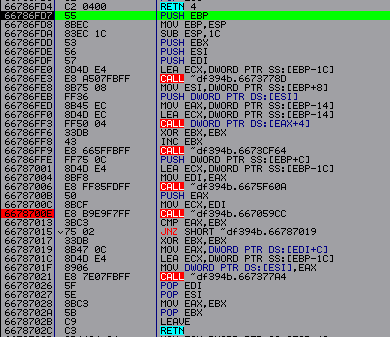 66786FD4 C2 0400 RETN 4
66786FD7 55 PUSH EBP
66786FD8 8BEC MOV EBP,ESP
66786FDA 83EC 1C SUB ESP,1C
66786FDD 53 PUSH EBX
66786FDE 56 PUSH ESI
66786FDF 57 PUSH EDI
66786FE0 8D4D E4 LEA ECX,DWORD PTR SS:[EBP-1C]
66786FE3 E8 A507FBFF CALL ~df394b.6673778D
66786FE8 8B75 08 MOV ESI,DWORD PTR SS:[EBP+8]
66786FEB FF36 PUSH DWORD PTR DS:[ESI]
66786FED 8B45 EC MOV EAX,DWORD PTR SS:[EBP-14]
66786FF0 8D4D EC LEA ECX,DWORD PTR SS:[EBP-14]
66786FF3 FF50 04 CALL DWORD PTR DS:[EAX+4]
66786FF6 33DB XOR EBX,EBX
66786FF8 43 INC EBX
66786FF9 E8 665FFBFF CALL ~df394b.6673CF64
66786FFE FF75 0C PUSH DWORD PTR SS:[EBP+C]
66787001 8D4D E4 LEA ECX,DWORD PTR SS:[EBP-1C]
66787004 8BF8 MOV EDI,EAX
66787006 E8 FF85FDFF CALL ~df394b.6675F60A
6678700B 50 PUSH EAX
6678700C 8BCF MOV ECX,EDI
E8 B9E9F7FF CALL ~df394b.667059CC
66787013 3BC3 CMP EAX,EBX
66787015 75 02 JNZ SHORT ~df394b.66787019
66787017 33DB XOR EBX,EBX
66787019 8B47 0C MOV EAX,DWORD PTR DS:[EDI+C]
6678701C 8D4D E4 LEA ECX,DWORD PTR SS:[EBP-1C]
6678701F 8906 MOV DWORD PTR DS:[ESI],EAX
66787021 E8 7E07FBFF CALL ~df394b.667377A4
66787026 5F POP EDI
66787027 5E POP ESI
66787028 8BC3 MOV EAX,EBX
6678702A 5B POP EBX
6678702B C9 LEAVE
6678702C C3 RETN